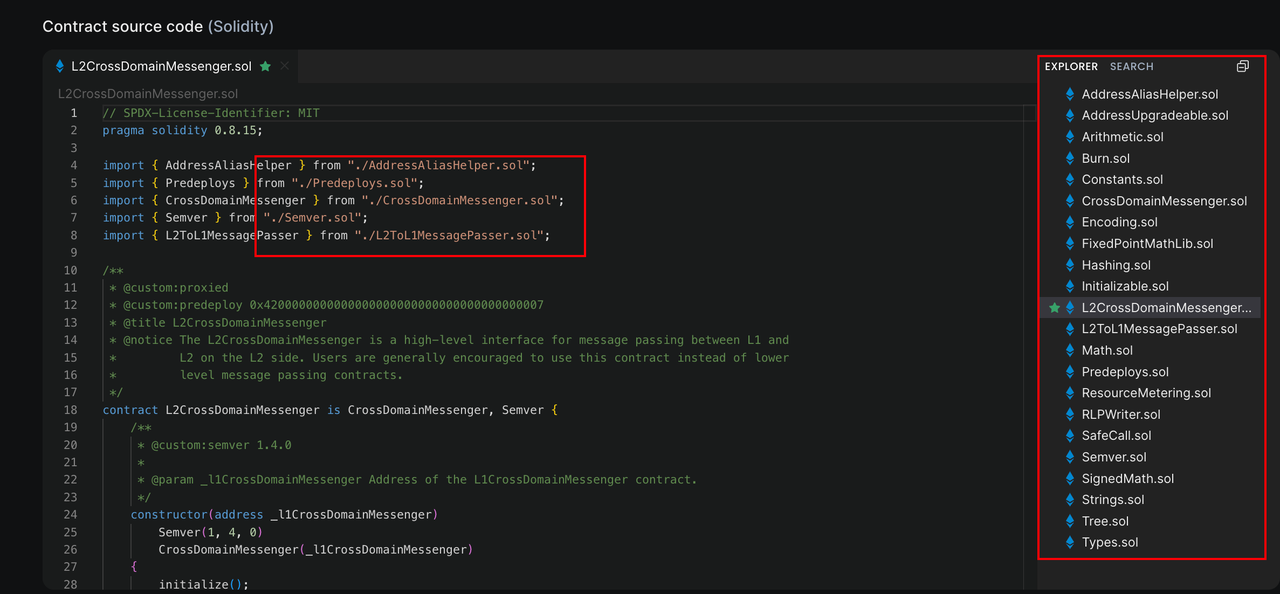 Contract source code (Solidity)
L2CrossDomainMessenger.sol
L2CrossDomainMessenger.sol
1 // SPDX-License-Identifier: MIT
2 pragma solidity 0.8.15;
3
4 import { AddressAliasHelper } from "./AddressAliasHelper.sol";
5 import { Predeploys } from "./Predeploys.sol";
6 import { CrossDomainMessenger } from "./CrossDomainMessenger.sol";
7 import { Semver } from "./Semver.sol";
8 import { L2ToL1MessagePasser } from "./L2ToL1MessagePasser.sol";
9
10 /**
11 * @custom:proxied
12 * @custom:predeploy 0x4200000000000000000000000000000000000007
13 * @title L2CrossDomainMessenger
14 * @notice The L2CrossDomainMessenger is a high-level interface for message passing between L1 and
15 * L2 on the L2 side. Users are generally encouraged to use this contract instead of lower
16 * level message passing contracts.
17 */
18 contract L2CrossDomainMessenger is CrossDomainMessenger, Semver {
19 /**
20 * @custom:semver 1.4.0
21 *
22 * @param _l1CrossDomainMessenger Address of the L1CrossDomainMessenger contract.
23 */
24 constructor(address _l1CrossDomainMessenger)
25 Semver(1, 4, 0)
26 CrossDomainMessenger(_l1CrossDomainMessenger)
27 {
28 initialize();
EXPLORER SEARCH
AddressAliasHelper.sol
AddressUpgradeable.sol
Arithmetic.sol
Burn.sol
Constants.sol
CrossDomainMessenger.sol
Encoding.sol
FixedPointMathLib.sol
Hashing.sol
Initializable.sol
L2CrossDomainMessenger...
L2ToL1MessagePasser.sol
Math.sol
Predeploys.sol
ResourceMetering.sol
RLPWriter.sol
SafeCall.sol
Semver.sol
SignedMath.sol
Strings.sol
Tree.sol
Types.sol